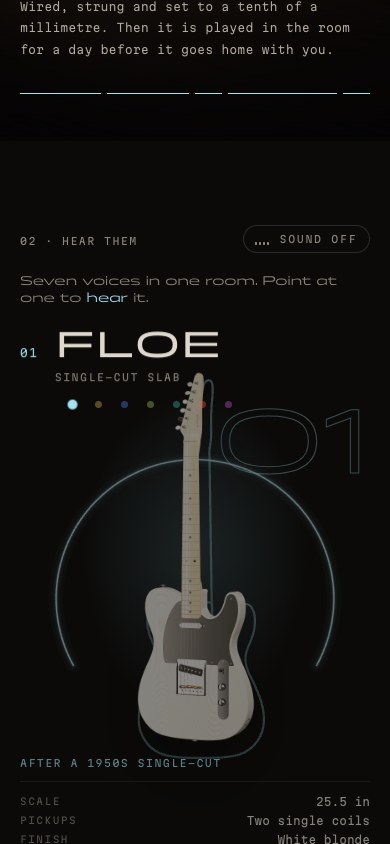 Wired, strung and set to a tenth of a
millimetre. Then it is played in the room
for a day before it goes home with you.
02 · HEAR THEM
SOUND OFF
Seven voices in one room. Point at
one to hear it.
01
FLOE
SINGLE-CUT SLAB
01
AFTER A 1950S SINGLE-CUT
SCALE
25.5 in
PICKUPS
Two single coils
FINISH
White blonde